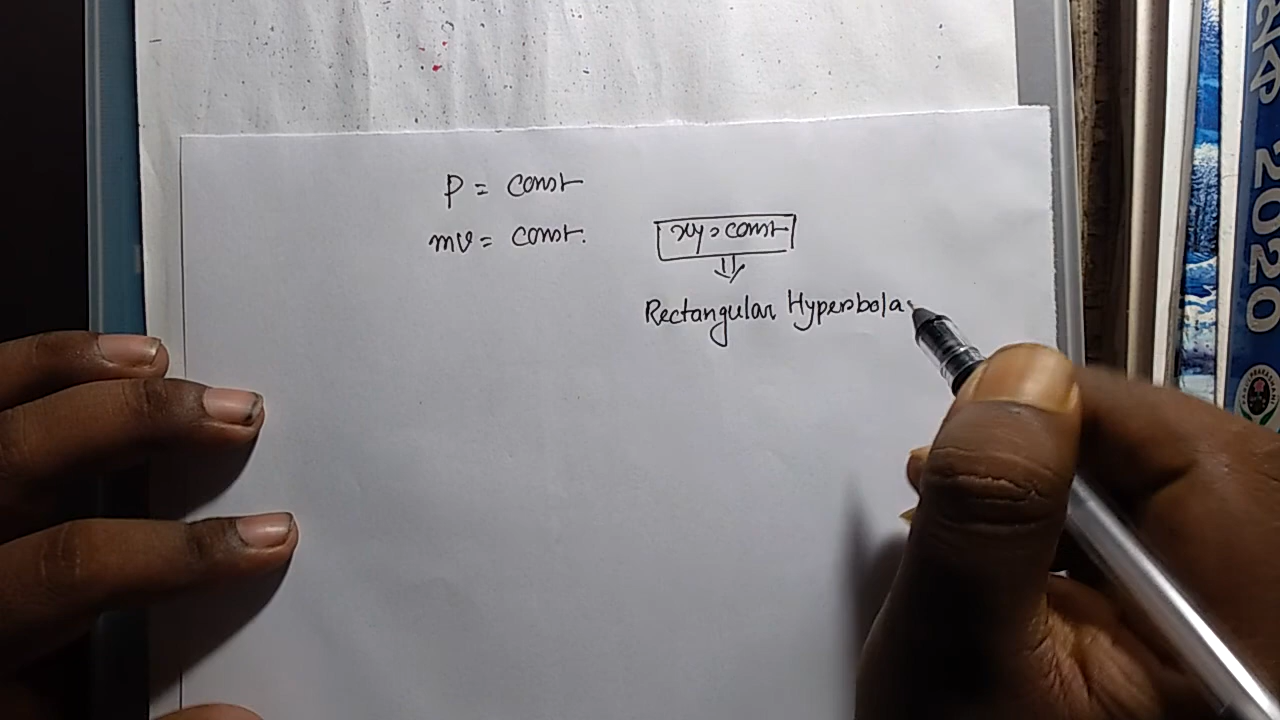 P = const
mv = const.
xy = const
⇓
Rectangular Hyperbola
2020